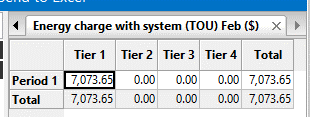 Energy charge with system (TOU) Feb ($)
Tier 1 Tier 2 Tier 3 Tier 4 Total
Period 1 7,073.65 0.00 0.00 0.00 7,073.65
Total 7,073.65 0.00 0.00 0.00 7,073.65